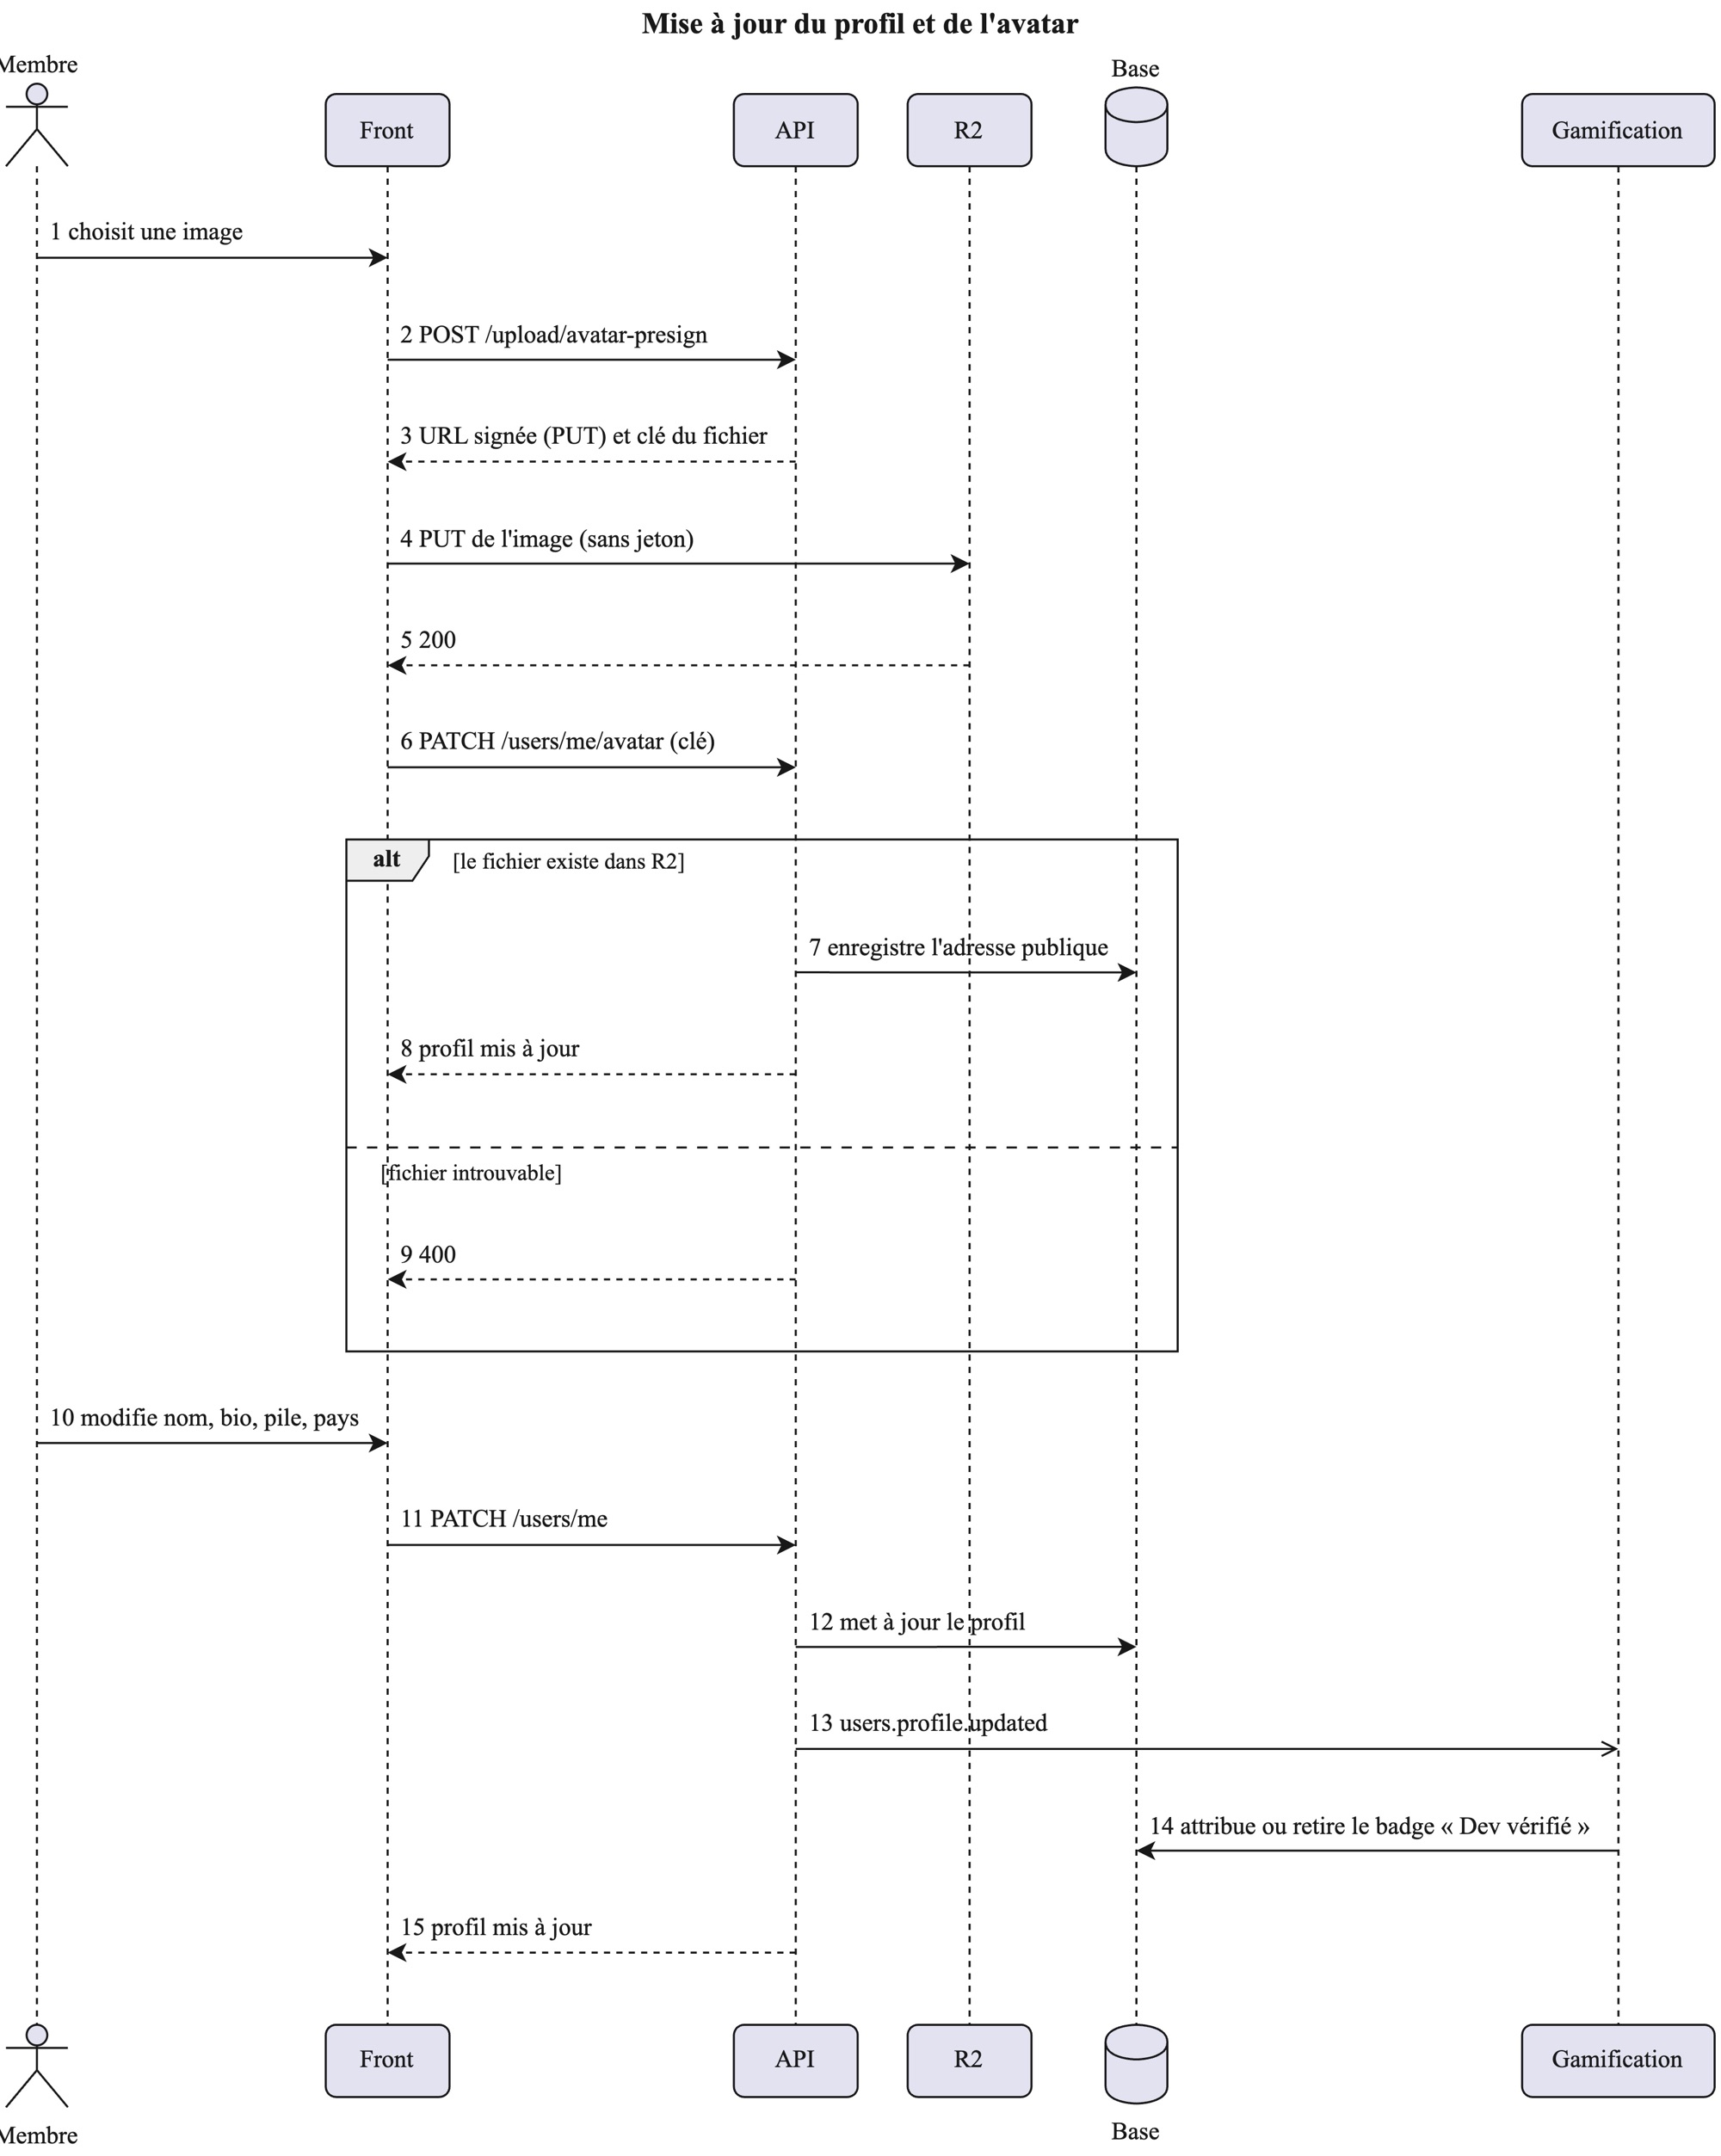 Mise à jour du profil et de l'avatar
Membre
Base
Front
API
R2
Gamification
1 choisit une image
2 POST /upload/avatar-presign
3 URL signée (PUT) et clé du fichier
4 PUT de l'image (sans jeton)
5 200
6 PATCH /users/me/avatar (clé)
alt
[le fichier existe dans R2]
7 enregistre l'adresse publique
8 profil mis à jour
[fichier introuvable]
9 400
10 modifie nom, bio, pile, pays
11 PATCH /users/me
12 met à jour le profil
13 users.profile.updated
14 attribue ou retire le badge « Dev vérifié »
15 profil mis à jour
Front
API
R2
Gamification
Membre
Base